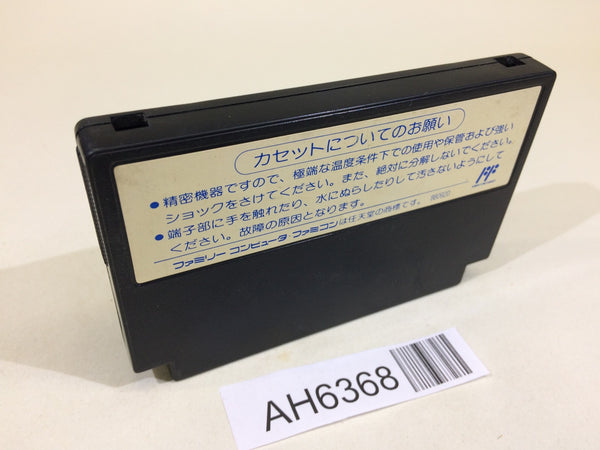 カセットについてのお願い
● 精密機器ですので、極端な温度条件下での使用や保管および強い
ショックをさけてください。また、絶対に分解しないでください。
● 端子部に手を触れたり、水にぬらしたりして汚さないようにして
ください。故障の原因となります。
ファミリー コンピュータ・ファミコンは任天堂の商標です。
AH6368